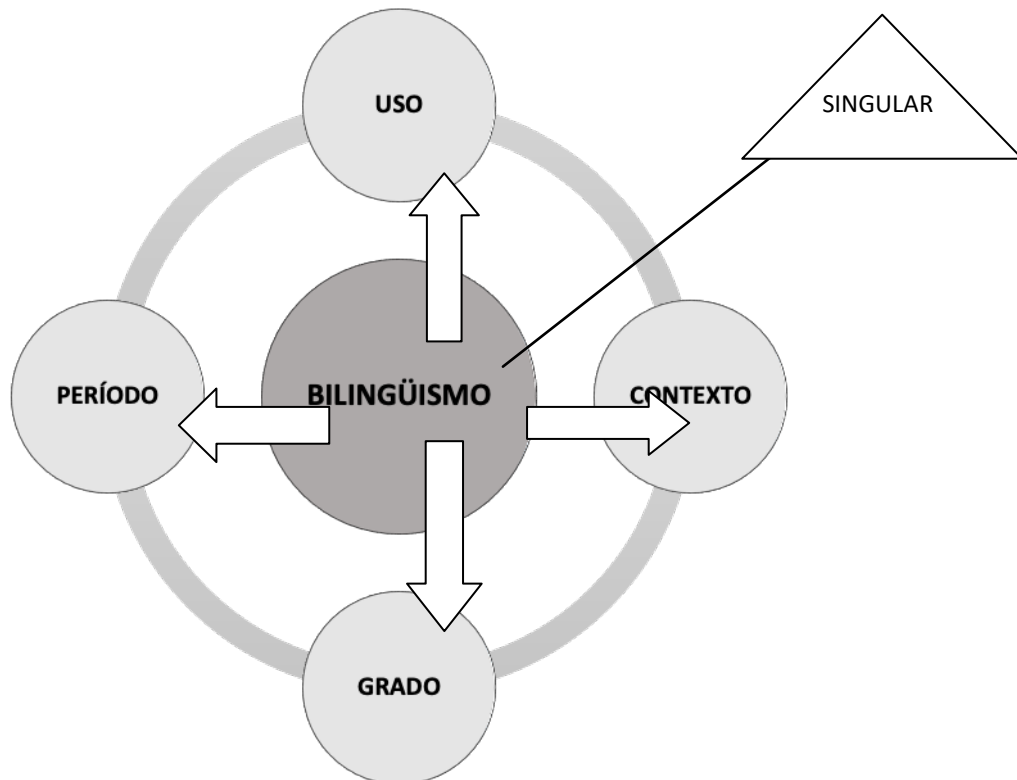 USO
SINGULAR
PERÍODO
BILINGÜISMO
CONTEXTO
GRADO